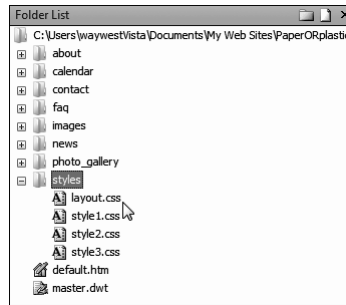 Folder List
C:\Users\waywestVista\Documents\My Web Sites\PaperORplastic
about
calendar
contact
faq
images
news
photo_gallery
styles
layout.css
style1.css
style2.css
style3.css
default.htm
master.dwt